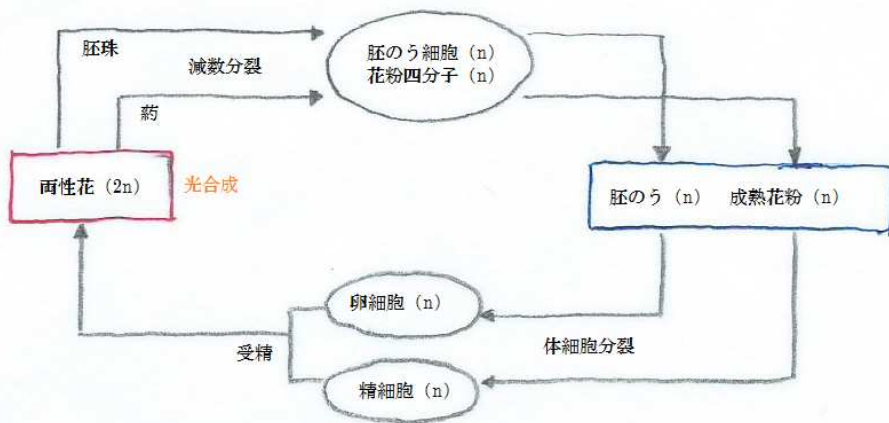 胚珠
減数分裂
葯
胚のう細胞（n）
花粉四分子（n）
両性花（2n）
光合成
胚のう（n）　成熟花粉（n）
卵細胞（n）
体細胞分裂
受精
精細胞（n）